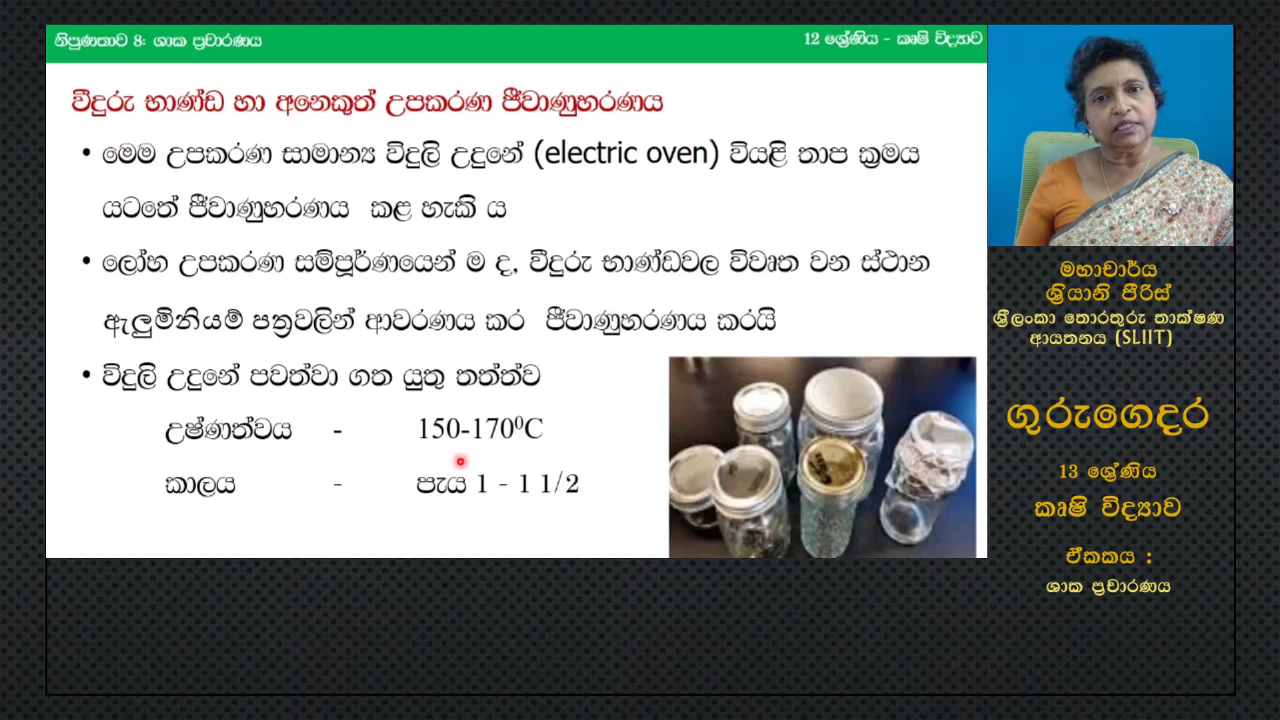 නිපුණතාව 8: ශාක ප්‍රචාරණය
12 ශ්‍රේණිය - කෘෂි විද්‍යාව
වීදුරු භාණ්ඩ හා අනෙකුත් උපකරණ ජීවාණුහරණය
• මෙම උපකරණ සාමාන්‍ය විදුලි උදුනේ (electric oven) වියළි තාප ක්‍රමය
යටතේ ජීවාණුහරණය කළ හැකි ය
• ලෝහ උපකරණ සම්පූර්ණයෙන් ම ද, වීදුරු භාණ්ඩවල විවෘත වන ස්ථාන
ඇලුමිනියම් පත්‍රවලින් ආවරණය කර ජීවාණුහරණය කරයි
• විදුලි උදුනේ පවත්වා ගත යුතු තත්ත්ව
උෂ්ණත්වය - 150-170⁰C
කාලය - පැය 1 - 1 1/2
මහාචාර්ය
ශ්‍රියානි පීරිස්
ශ්‍රී ලංකා තොරතුරු තාක්ෂණ
ආයතනය (SLIIT)
ගුරුගෙදර
13 ශ්‍රේණිය
කෘෂි විද්‍යාව
ඒකකය :
ශාක ප්‍රචාරණය